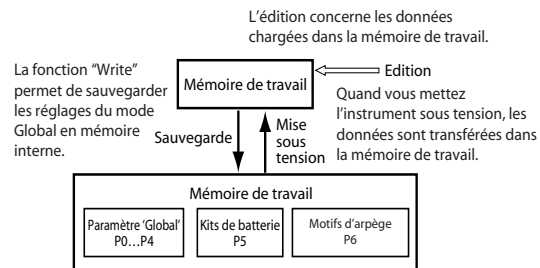 L'édition concerne les données
chargées dans la mémoire de travail.
La fonction “Write”
permet de sauvegarder
les réglages du mode
Global en mémoire
interne.
Mémoire de travail
Edition
Quand vous mettez
l'instrument sous tension, les
données sont transférées dans
la mémoire de travail.
Sauvegarde
Mise
sous
tension
Mémoire de travail
Paramètre 'Global'
P0…P4
Kits de batterie
P5
Motifs d'arpège
P6